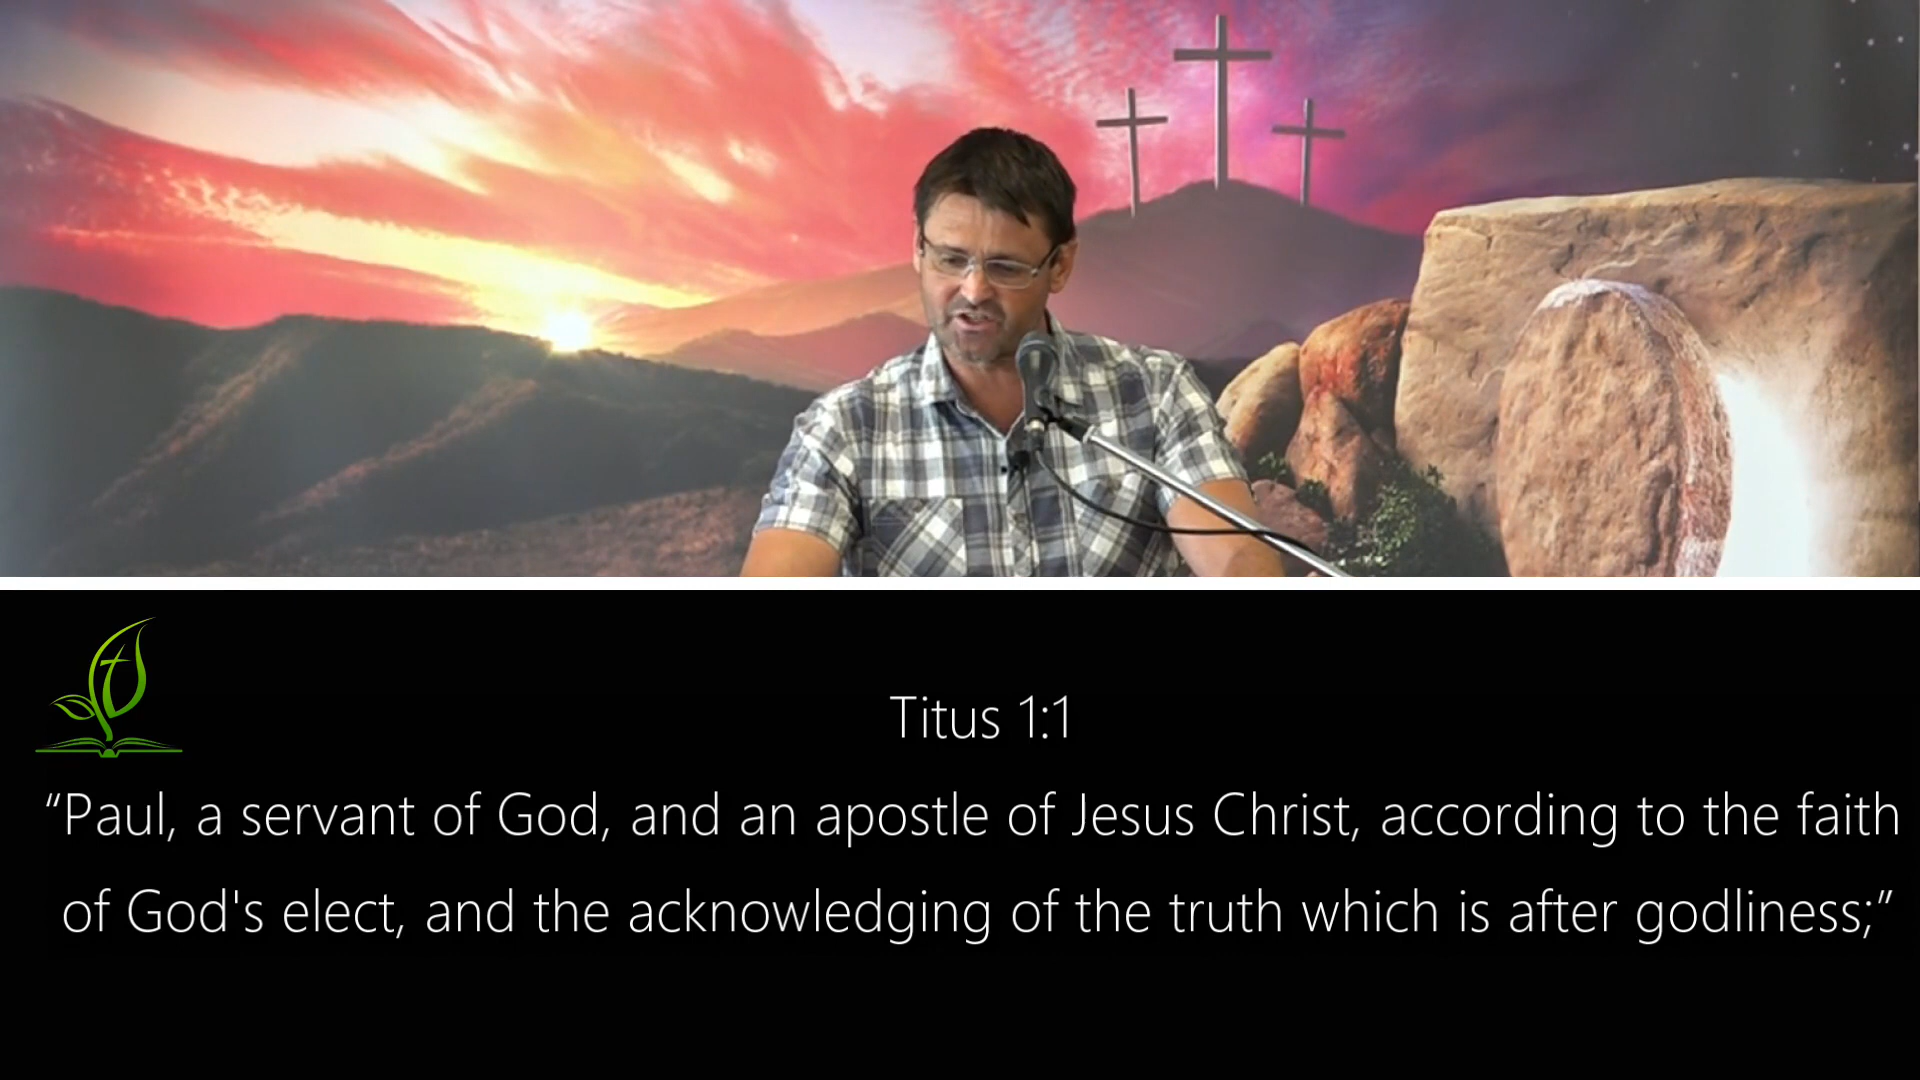 Titus 1:1
“Paul, a servant of God, and an apostle of Jesus Christ, according to the faith
of God's elect, and the acknowledging of the truth which is after godliness;”